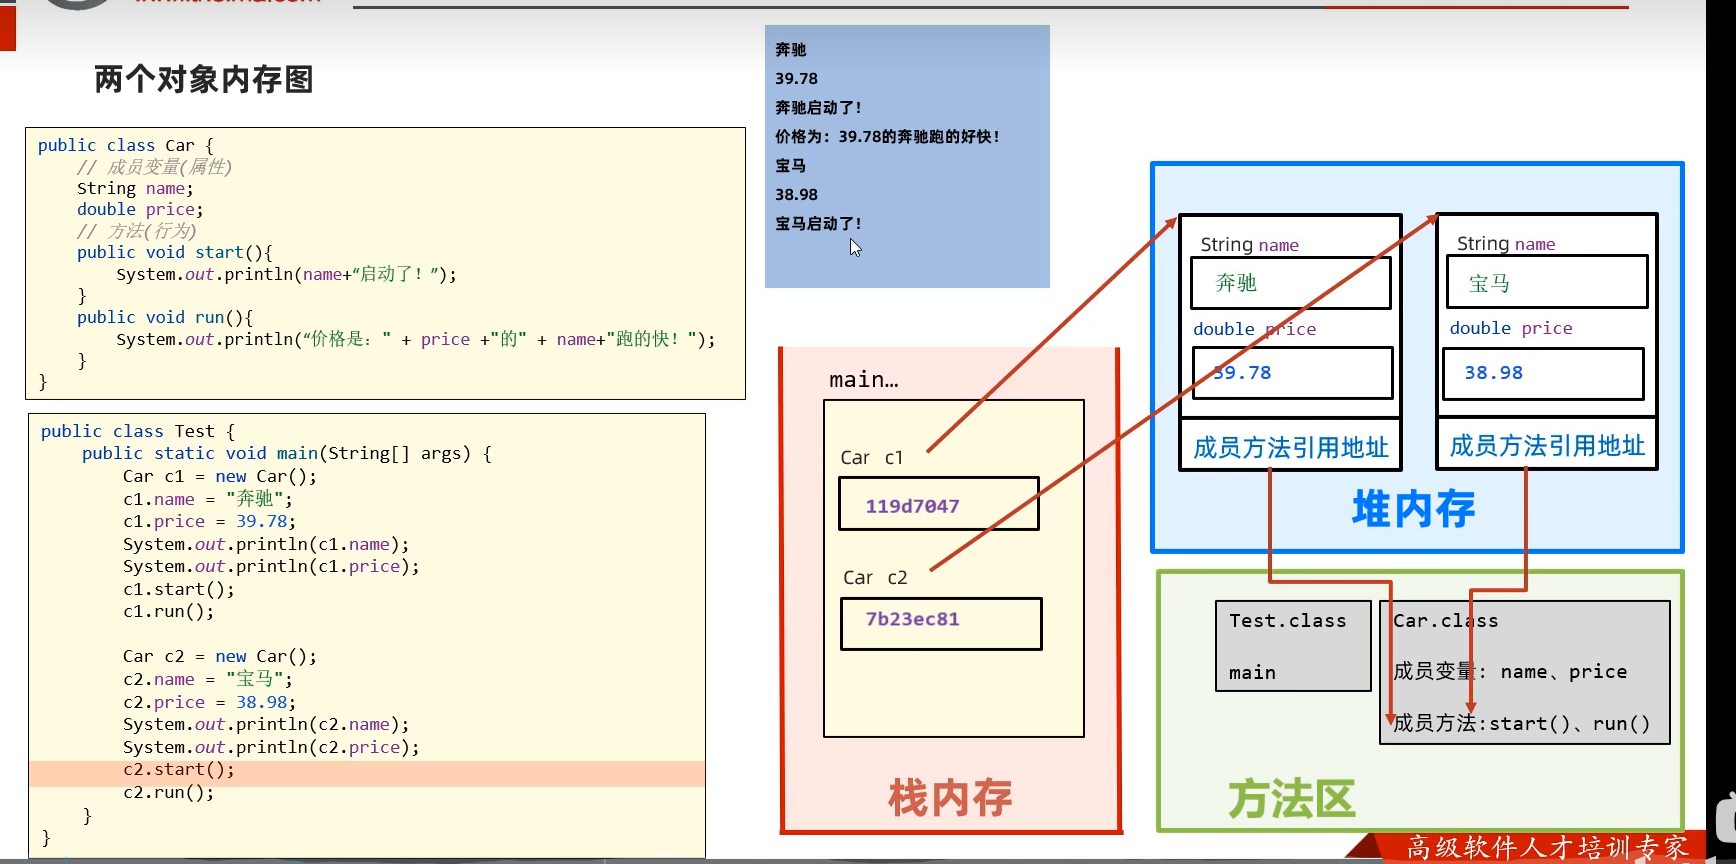 两个对象内存图
public class Car {
// 成员变量(属性)
String name;
double price;
// 方法(行为)
public void start(){
System.out.println(name+“启动了！”);
}
public void run(){
System.out.println(“价格是：" + price +"的" + name+"跑的快！");
}
}
public class Test {
public static void main(String[] args) {
Car c1 = new Car();
c1.name = "奔驰";
c1.price = 39.78;
System.out.println(c1.name);
System.out.println(c1.price);
c1.start();
c1.run();
Car c2 = new Car();
c2.name = "宝马";
c2.price = 38.98;
System.out.println(c2.name);
System.out.println(c2.price);
c2.start();
c2.run();
}
}
奔驰
39.78
奔驰启动了！
价格为：39.78的奔驰跑的好快！
宝马
38.98
宝马启动了！
main…
Car c1
119d7047
Car c2
7b23ec81
栈内存
String name
奔驰
double price
39.78
成员方法引用地址
String name
宝马
double price
38.98
成员方法引用地址
堆内存
Test.class
main
Car.class
成员变量：name、price
成员方法:start()、run()
方法区
高级软件人才培训专家